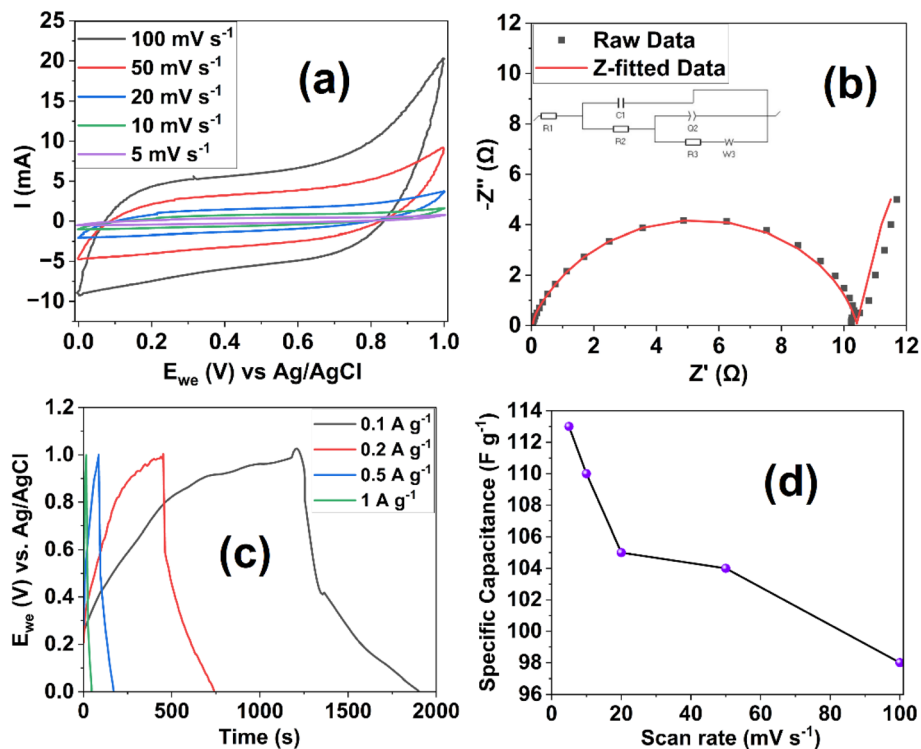 100 mV s⁻¹
50 mV s⁻¹
20 mV s⁻¹
10 mV s⁻¹
5 mV s⁻¹
(a)
25
20
15
10
5
0
−5
−10
I (mA)
0.0 0.2 0.4 0.6 0.8 1.0
E_we (V) vs Ag/AgCl
Raw Data
Z-fitted Data
(b)
R1
C1
R2
Q2
R3
W3
12
10
8
6
4
2
0
-Z'' (Ω)
0 2 4 6 8 10 12
Z' (Ω)
0.1 A g⁻¹
0.2 A g⁻¹
0.5 A g⁻¹
1 A g⁻¹
(c)
1.2
1.0
0.8
0.6
0.4
0.2
0.0
E_we (V) vs. Ag/AgCl
0 500 1000 1500 2000
Time (s)
(d)
114
112
110
108
106
104
102
100
98
96
Specific Capacitance (F g⁻¹)
0 20 40 60 80 100
Scan rate (mV s⁻¹)